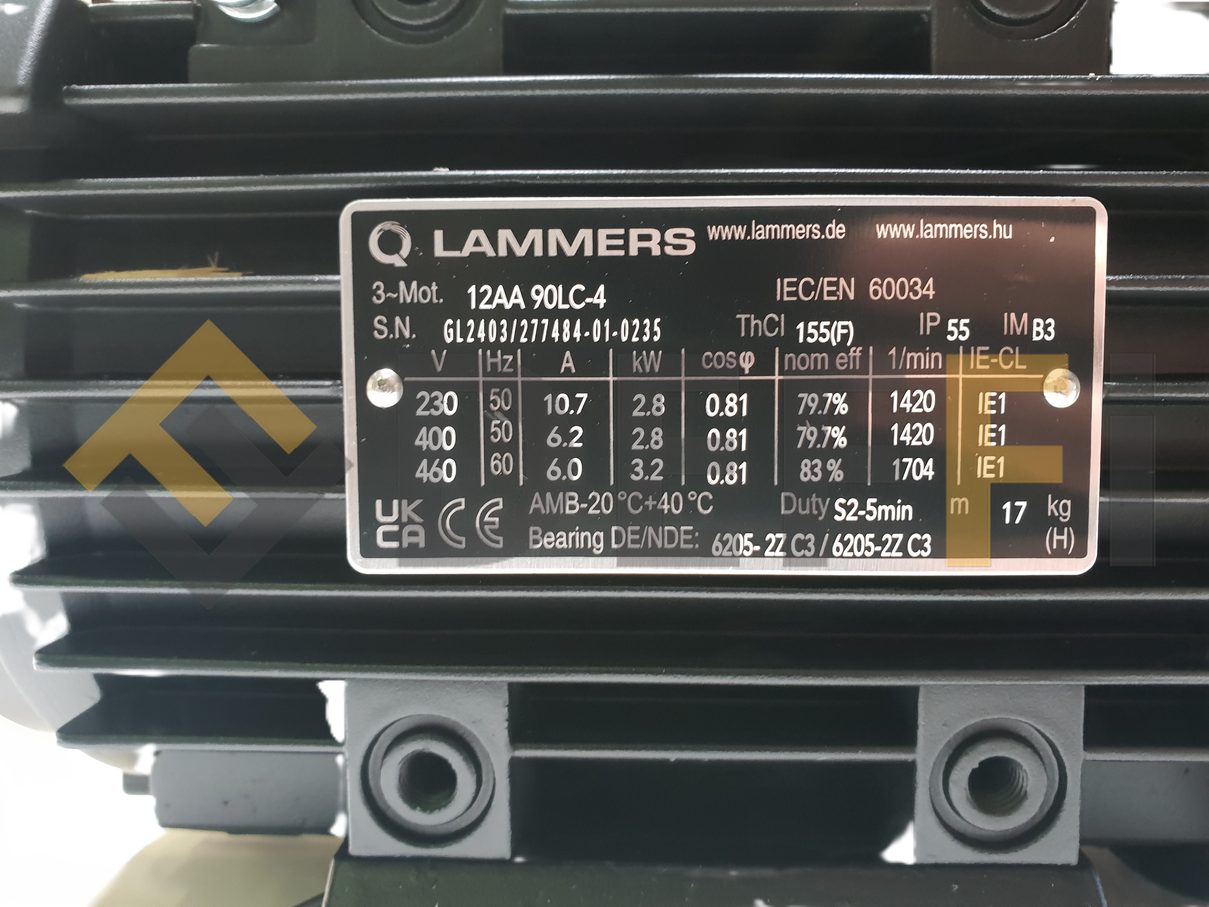 LAMMERS www.lammers.de www.lammers.hu
3~Mot. 12AA 90LC-4 IEC/EN 60034
S.N. GL2403/277484-01-0235 ThCl 155(F) IP 55 IM B3
V Hz A kW cosφ nom eff 1/min IE-CL
230 50 10.7 2.8 0.81 79.7% 1420 IE1
400 50 6.2 2.8 0.81 79.7% 1420 IE1
460 60 6.0 3.2 0.81 83 % 1704 IE1
UK CA CE AMB-20 °C+40 °C Duty S2-5min m 17 kg
Bearing DE/NDE: 6205-2Z C3 / 6205-2Z C3 (H)